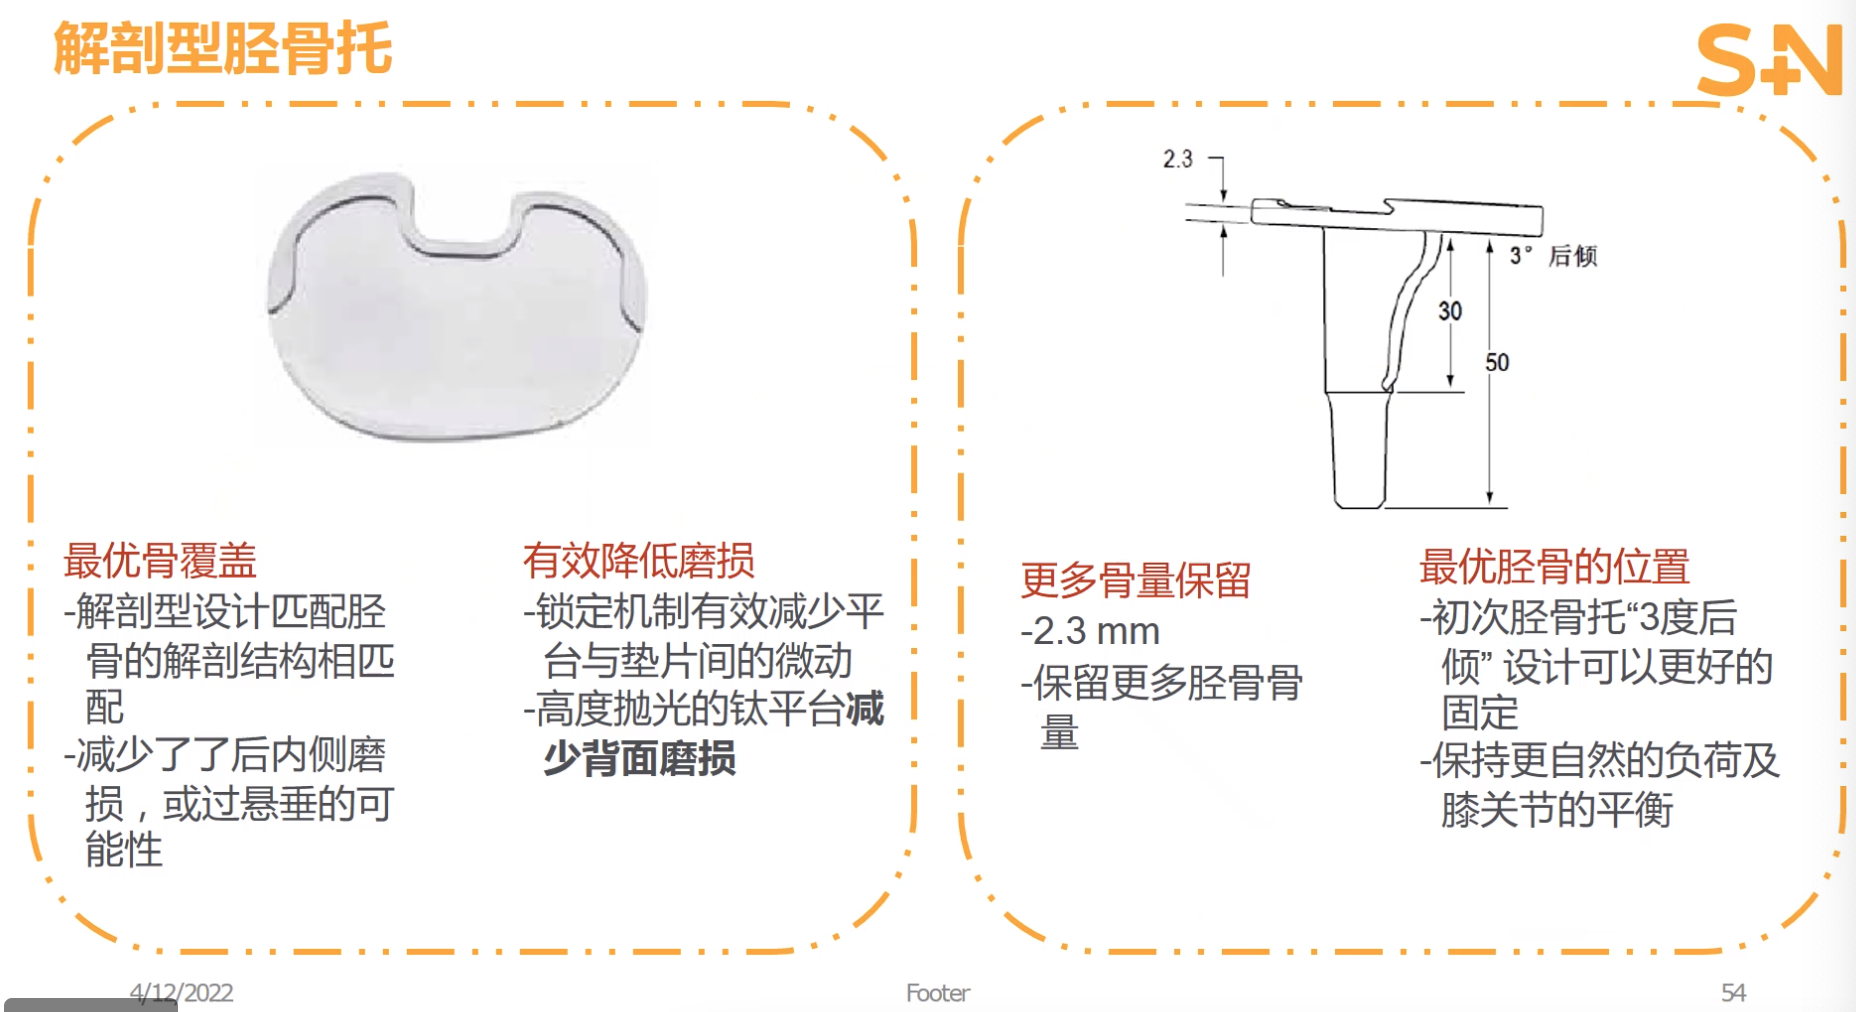 解剖型胫骨托
S+N
2.3
3° 后倾
30
50
最优骨覆盖
-解剖型设计匹配胫
骨的解剖结构相匹
配
-减少了了后内侧磨
损，或过悬垂的可
能性
有效降低磨损
-锁定机制有效减少平
台与垫片间的微动
-高度抛光的钛平台减
少背面磨损
更多骨量保留
-2.3 mm
-保留更多胫骨骨
量
最优胫骨的位置
-初次胫骨托“3度后
倾” 设计可以更好的
固定
-保持更自然的负荷及
膝关节的平衡
4/12/2022
Footer
54